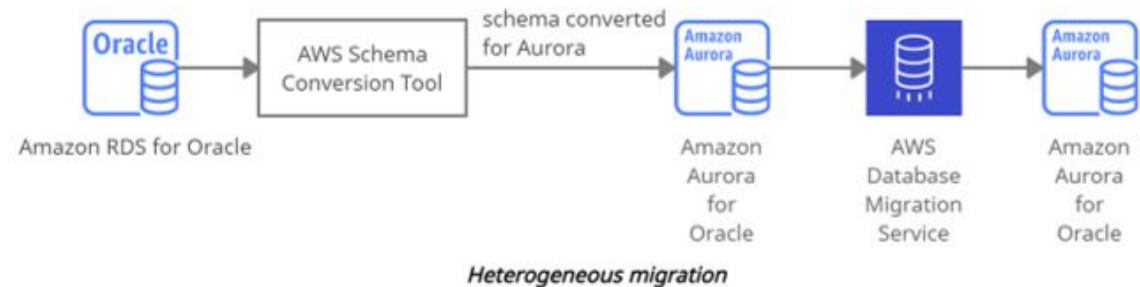 Oracle
AWS Schema
Conversion Tool
schema converted
for Aurora
Amazon
Aurora
Amazon
Aurora
Amazon RDS for Oracle
Amazon
Aurora
for
Oracle
AWS
Database
Migration
Service
Amazon
Aurora
for
Oracle
Heterogeneous migration